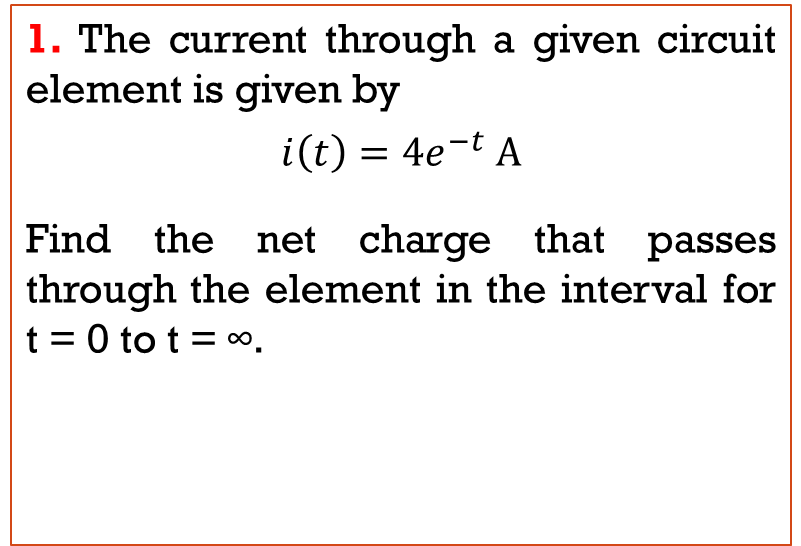 1. The current through a given circuit
element is given by
i(t) = 4e⁻ᵗ A
Find the net charge that passes
through the element in the interval for
t = 0 to t = ∞.